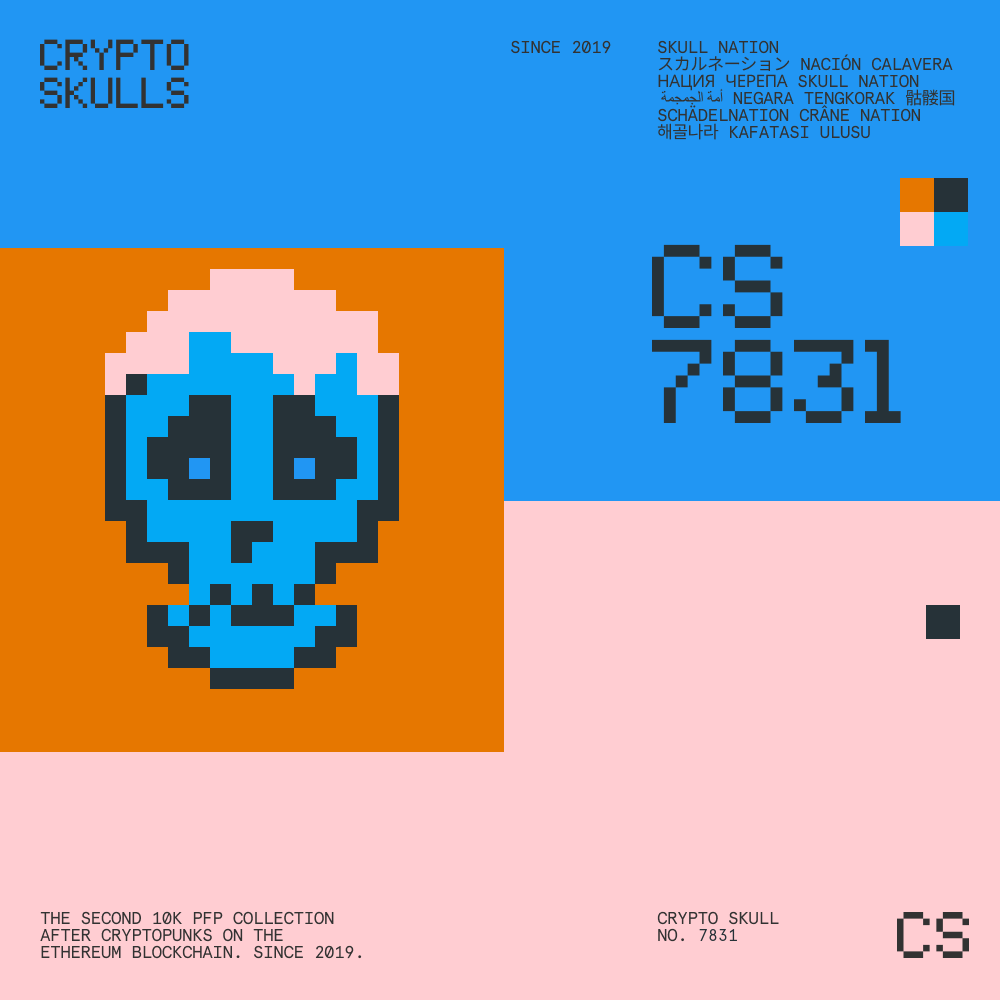 CRYPTO
SKULLS
SINCE 2019
SKULL NATION
スカルネーション NACIÓN CALAVERA
НАЦИЯ ЧЕРЕПА SKULL NATION
أمة الجمجمة NEGARA TENGKORAK 骷髅国
SCHÄDELNATION CRÂNE NATION
해골나라 KAFATASI ULUSU
CS
7831
THE SECOND 10K PFP COLLECTION
AFTER CRYPTOPUNKS ON THE
ETHEREUM BLOCKCHAIN. SINCE 2019.
CRYPTO SKULL
NO. 7831
CS